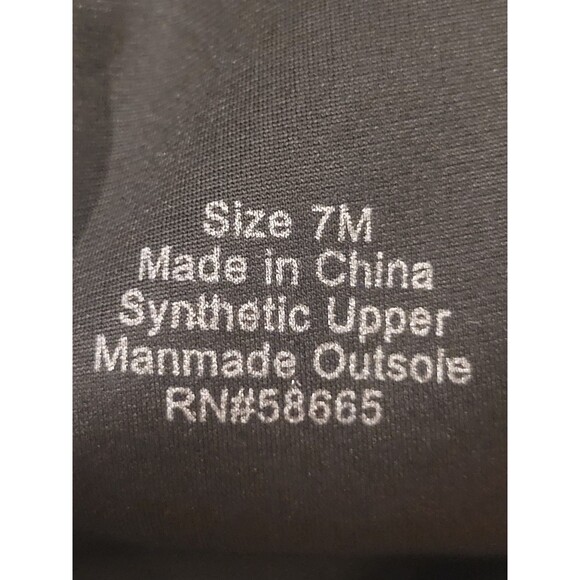 Size 7M
Made in China
Synthetic Upper
Manmade Outsole
RN#58665